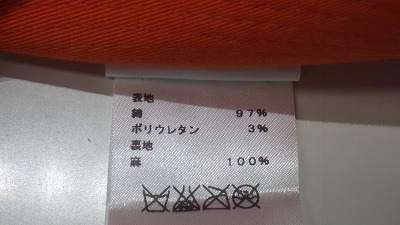 表地
綿 97%
ポリウレタン 3%
裏地
麻 100%